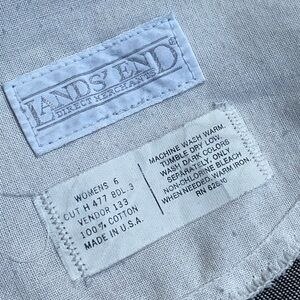 LANDS' END
DIRECT MERCHANTS
WOMENS 6
CUT H 477 BDL 3
VENDOR 133
100% COTTON
MADE IN U.S.A.
MACHINE WASH WARM.
TUMBLE DRY LOW.
WASH DARK COLORS
SEPARATELY. ONLY
NON-CHLORINE BLEACH
WHEN NEEDED. WARM IRON.
RN 62610